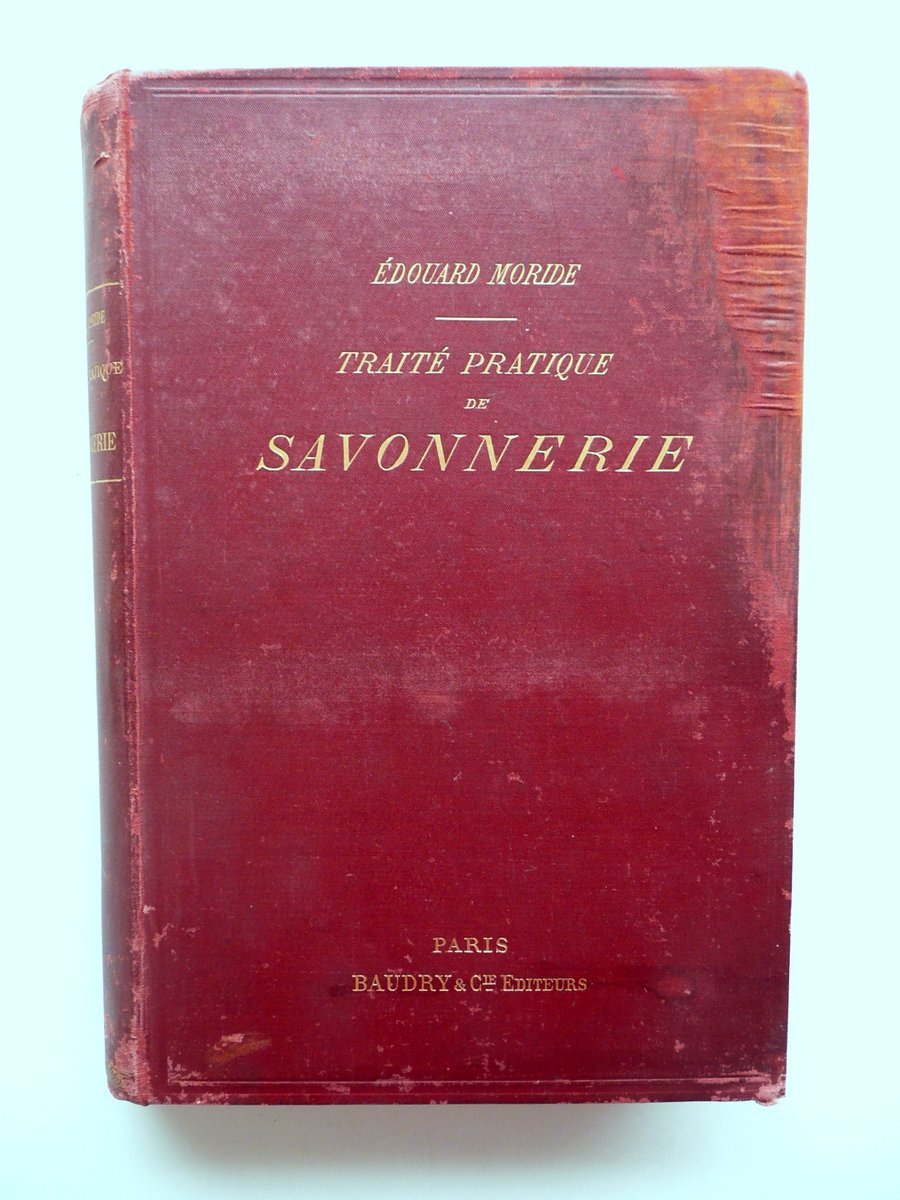 ÉDOUARD MORIDE
TRAITÉ PRATIQUE
DE
SAVONNERIE
PARIS
BAUDRY & CIE EDITEURS